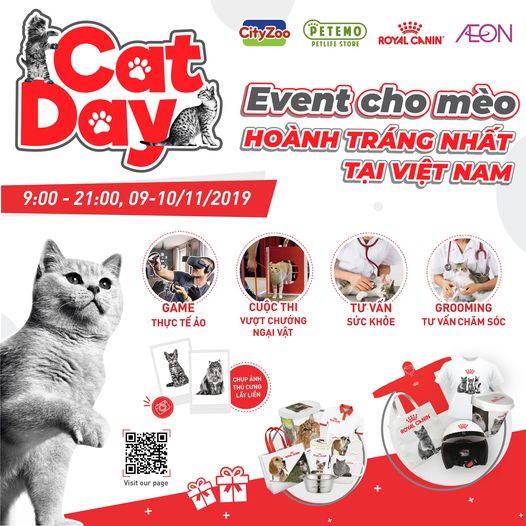 CityZoo
PETEMO
PETLIFE STORE
ROYAL CANIN
ÆON
Cat
Day
Event cho mèo
HOÀNH TRÁNG NHẤT
TẠI VIỆT NAM
9:00 - 21:00, 09-10/11/2019
GAME
THỰC TẾ ẢO
CUỘC THI
VƯỢT CHƯỚNG
NGẠI VẬT
TƯ VẤN
SỨC KHỎE
GROOMING
TƯ VẤN CHĂM SÓC
CHỤP ẢNH
THÚ CƯNG
LẤY LIỀN
Visit our page
ROYAL CANIN